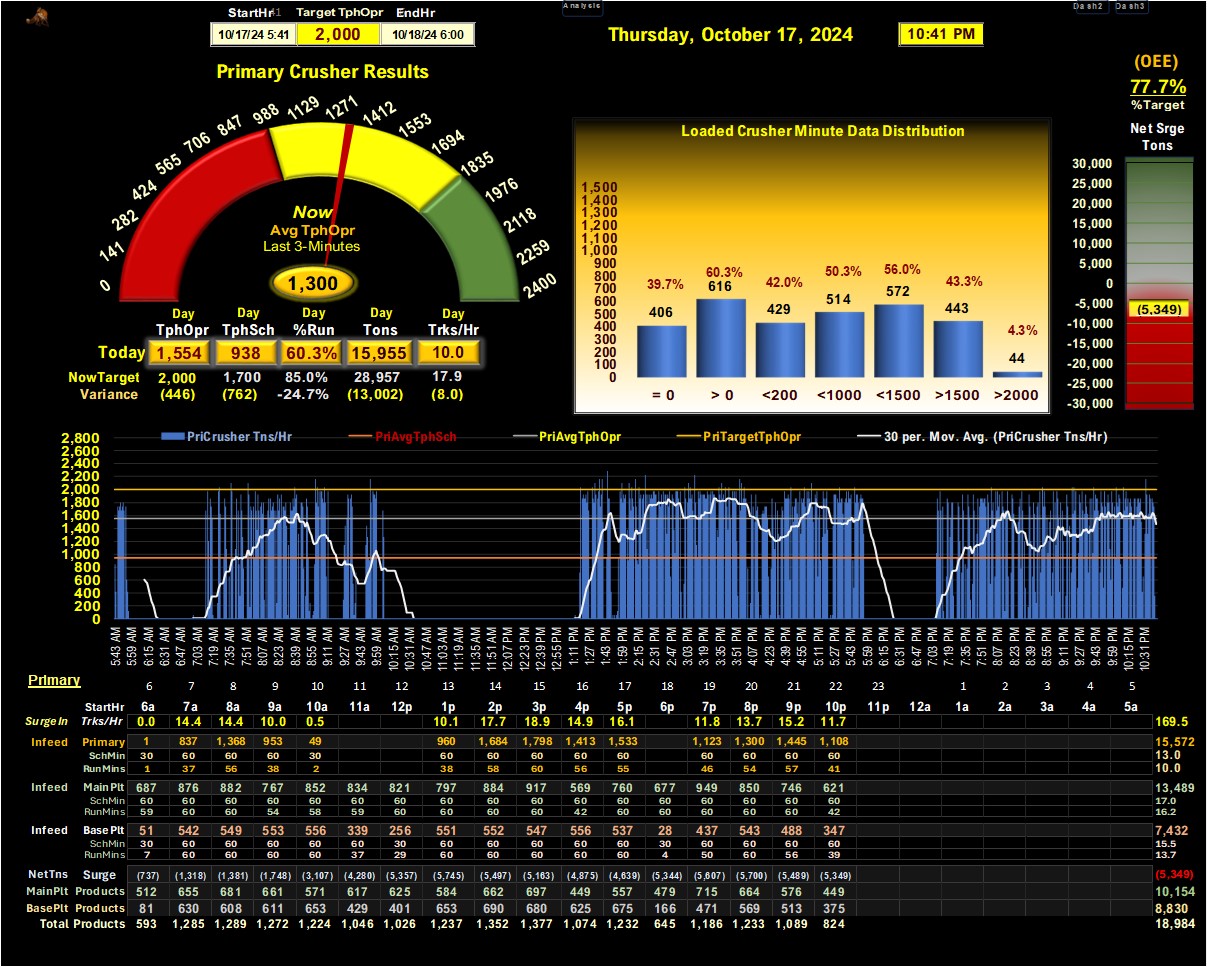 StartHr Target TphOpr EndHr
10/17/24 5:41 2,000 10/18/24 6:00
Analysis
Dash2 Dash3
Thursday, October 17, 2024 10:41 PM
Primary Crusher Results
0 141 282 424 565 706 847 988 1129 1271 1412 1553 1694 1835 1976 2118 2259 2400
Now
Avg TphOpr
Last 3-Minutes
1,300
Day Day Day Day Day
TphOpr TphSch %Run Tons Trks/Hr
Today 1,554 938 60.3% 15,955 10.0
NowTarget 2,000 1,700 85.0% 28,957 17.9
Variance (446) (762) -24.7% (13,002) (8.0)
Loaded Crusher Minute Data Distribution
1,500
1,400
1,300
1,200
1,100
1,000
900
800
700
600
500
400
300
200
100
0
39.7% 60.3% 42.0% 50.3% 56.0% 43.3% 4.3%
406 616 429 514 572 443 44
= 0 > 0 <200 <1000 <1500 >1500 >2000
(OEE)
77.7%
%Target
Net Srge
Tons
30,000
25,000
20,000
15,000
10,000
5,000
0
-5,000
(5,349)
-10,000
-15,000
-20,000
-25,000
-30,000
PriCrusher Tns/Hr PriAvgTphSch PriAvgTphOpr PriTargetTphOpr 30 per. Mov. Avg. (PriCrusher Tns/Hr)
2,800
2,600
2,400
2,200
2,000
1,800
1,600
1,400
1,200
1,000
800
600
400
200
0
5:43 AM 5:59 AM 6:15 AM 6:31 AM 6:47 AM 7:03 AM 7:19 AM 7:35 AM 7:51 AM 8:07 AM 8:23 AM 8:39 AM 8:55 AM 9:11 AM 9:27 AM 9:43 AM 9:59 AM 10:15 AM 10:31 AM 10:47 AM 11:03 AM 11:19 AM 11:35 AM 11:51 AM 12:07 PM 12:23 PM 12:39 PM 12:55 PM 1:11 PM 1:27 PM 1:43 PM 1:59 PM 2:15 PM 2:31 PM 2:47 PM 3:03 PM 3:19 PM 3:35 PM 3:51 PM 4:07 PM 4:23 PM 4:39 PM 4:55 PM 5:11 PM 5:27 PM 5:43 PM 5:59 PM 6:15 PM 6:31 PM 6:47 PM 7:03 PM 7:19 PM 7:35 PM 7:51 PM 8:07 PM 8:23 PM 8:39 PM 8:55 PM 9:11 PM 9:27 PM 9:43 PM 9:59 PM 10:15 PM 10:31 PM
Primary
6 7 8 9 10 11 12 13 14 15 16 17 18 19 20 21 22 23 1 2 3 4 5
StartHr 6a 7a 8a 9a 10a 11a 12p 1p 2p 3p 4p 5p 6p 7p 8p 9p 10p 11p 12a 1a 2a 3a 4a 5a
SurgeIn Trks/Hr 0.0 14.4 14.4 10.0 0.5 10.1 17.7 18.9 14.9 16.1 11.8 13.7 15.2 11.7 169.5
Infeed Primary 1 837 1,368 953 49 960 1,684 1,798 1,413 1,533 1,123 1,300 1,445 1,108 15,572
SchMin 30 60 60 60 30 60 60 60 60 60 60 60 60 60 13.0
RunMins 1 37 56 38 2 38 58 60 56 55 46 54 57 41 10.0
Infeed MainPlt 687 876 882 767 852 834 821 797 884 917 569 760 677 949 850 746 621 13,489
SchMin 60 60 60 60 60 60 60 60 60 60 60 60 60 60 60 60 60 17.0
RunMins 59 60 60 54 58 59 60 60 60 60 42 60 60 60 60 60 42 16.2
Infeed BasePlt 51 542 549 553 556 339 256 551 552 547 556 537 28 437 543 488 347 7,432
SchMin 30 60 60 60 60 60 30 60 60 60 60 60 30 60 60 60 60 15.5
RunMins 7 60 60 60 60 37 29 60 60 60 60 60 4 50 60 56 39 13.7
NetTns Surge (737) (1,318) (1,381) (1,748) (3,107) (4,280) (5,357) (5,745) (5,497) (5,163) (4,875) (4,639) (5,344) (5,607) (5,700) (5,489) (5,349) (5,349)
MainPlt Products 512 655 681 661 571 617 625 584 662 697 449 557 479 715 664 576 449 10,154
BasePlt Products 81 630 608 611 653 429 401 653 690 680 625 675 166 471 569 513 375 8,830
Total Products 593 1,285 1,289 1,272 1,224 1,046 1,026 1,237 1,352 1,377 1,074 1,232 645 1,186 1,233 1,089 824 18,984